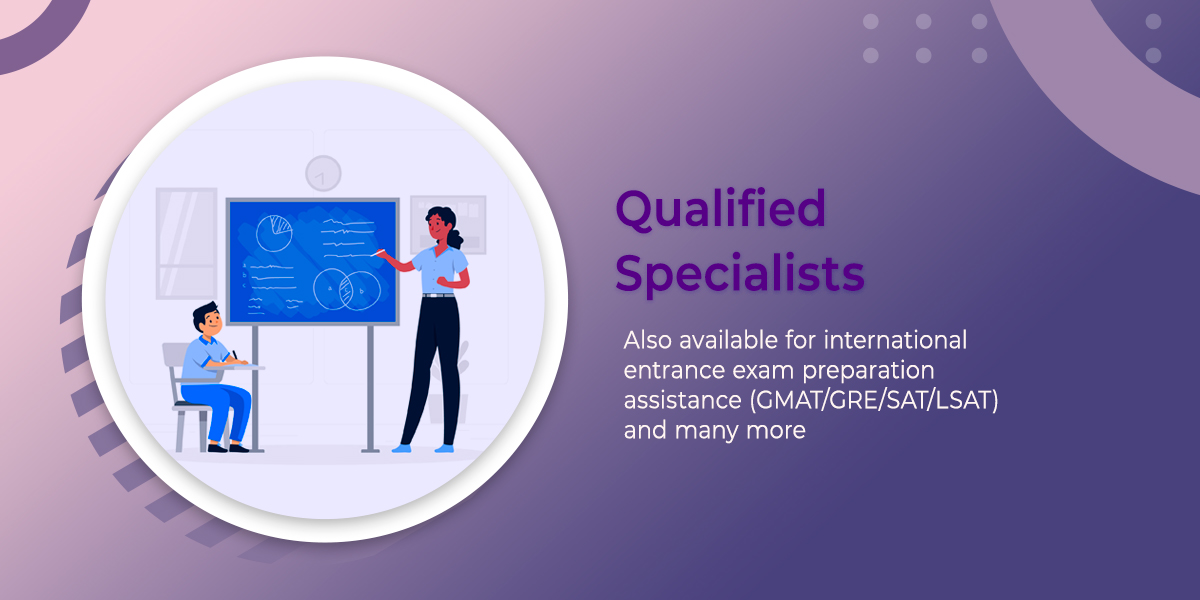 Qualified
Specialists
Also available for international
entrance exam preparation
assistance (GMAT/GRE/SAT/LSAT)
and many more